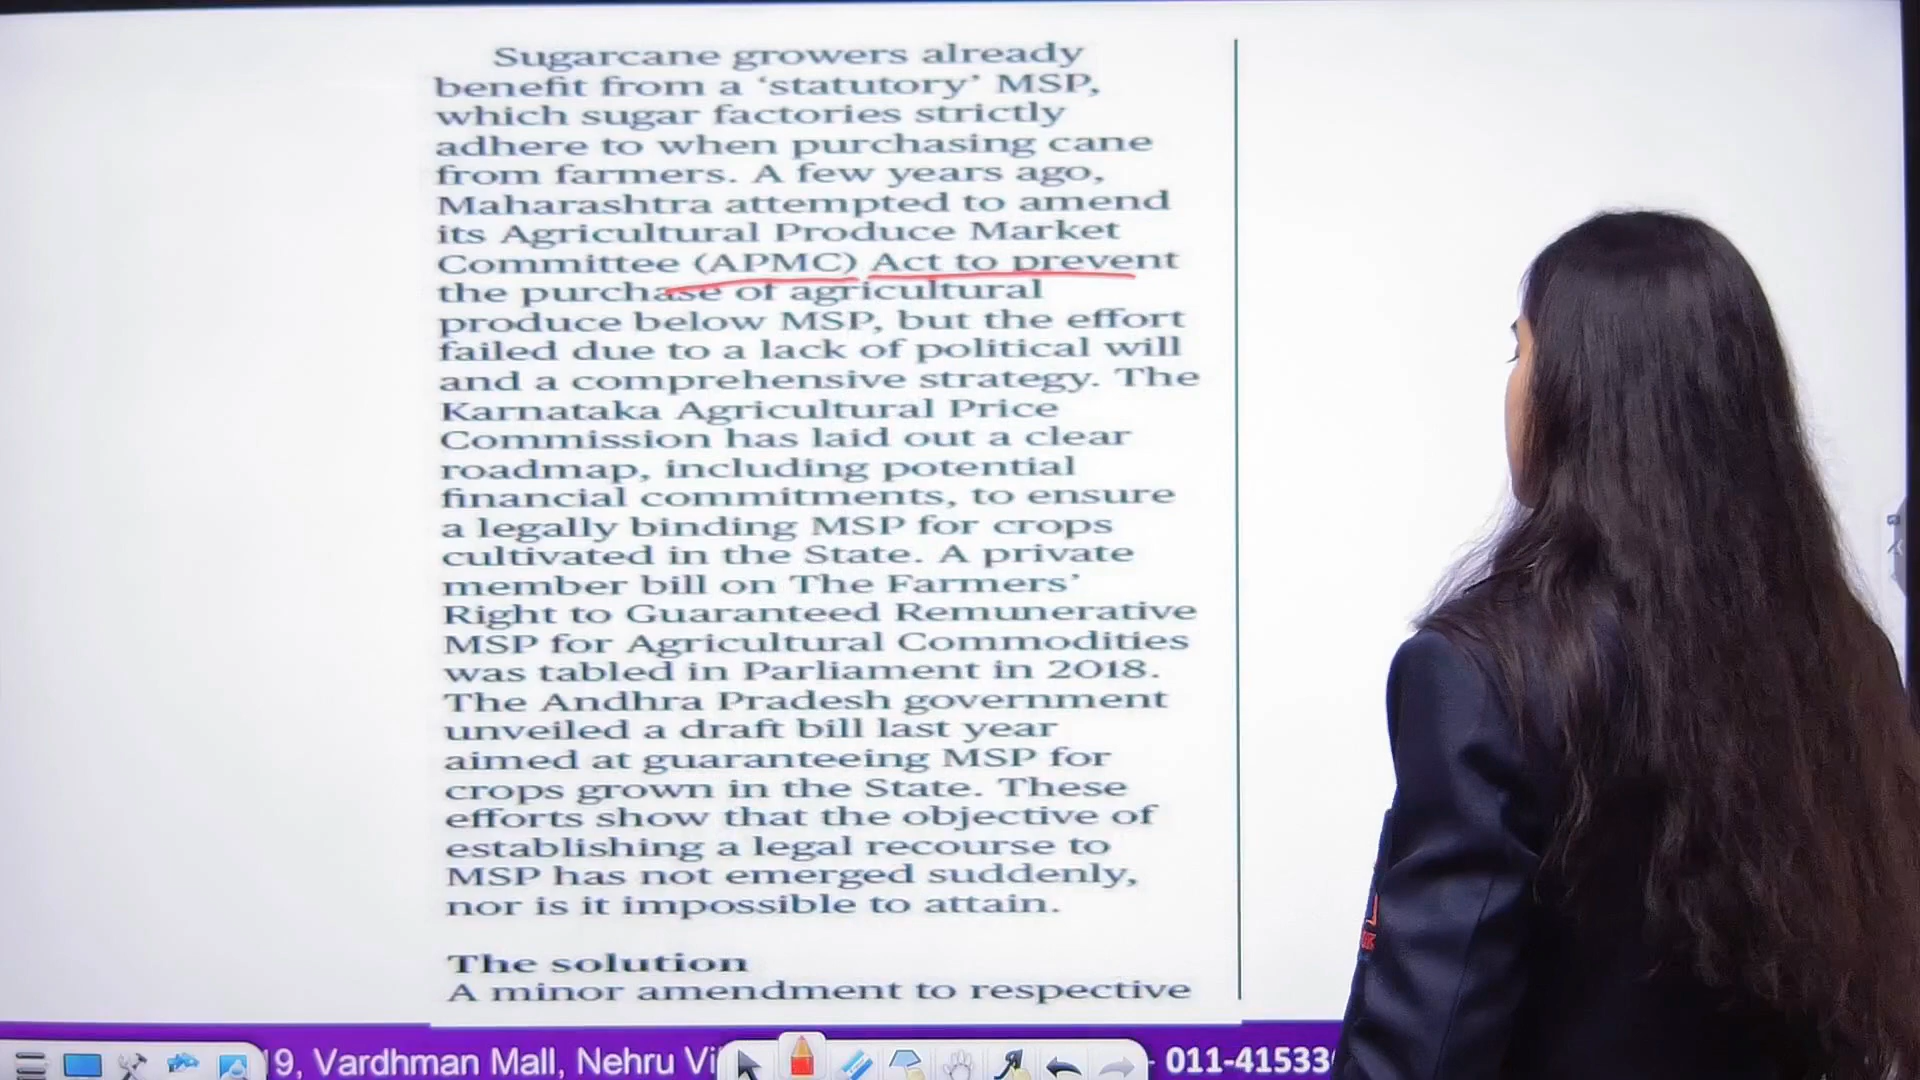 Sugarcane growers already
benefit from a ‘statutory’ MSP,
which sugar factories strictly
adhere to when purchasing cane
from farmers. A few years ago,
Maharashtra attempted to amend
its Agricultural Produce Market
Committee (APMC) Act to prevent
the purchase of agricultural
produce below MSP, but the effort
failed due to a lack of political will
and a comprehensive strategy. The
Karnataka Agricultural Price
Commission has laid out a clear
roadmap, including potential
financial commitments, to ensure
a legally binding MSP for crops
cultivated in the State. A private
member bill on The Farmers’
Right to Guaranteed Remunerative
MSP for Agricultural Commodities
was tabled in Parliament in 2018.
The Andhra Pradesh government
unveiled a draft bill last year
aimed at guaranteeing MSP for
crops grown in the State. These
efforts show that the objective of
establishing a legal recourse to
MSP has not emerged suddenly,
nor is it impossible to attain.
The solution
A minor amendment to respective
19, Vardhman Mall, Nehru - 011-4153